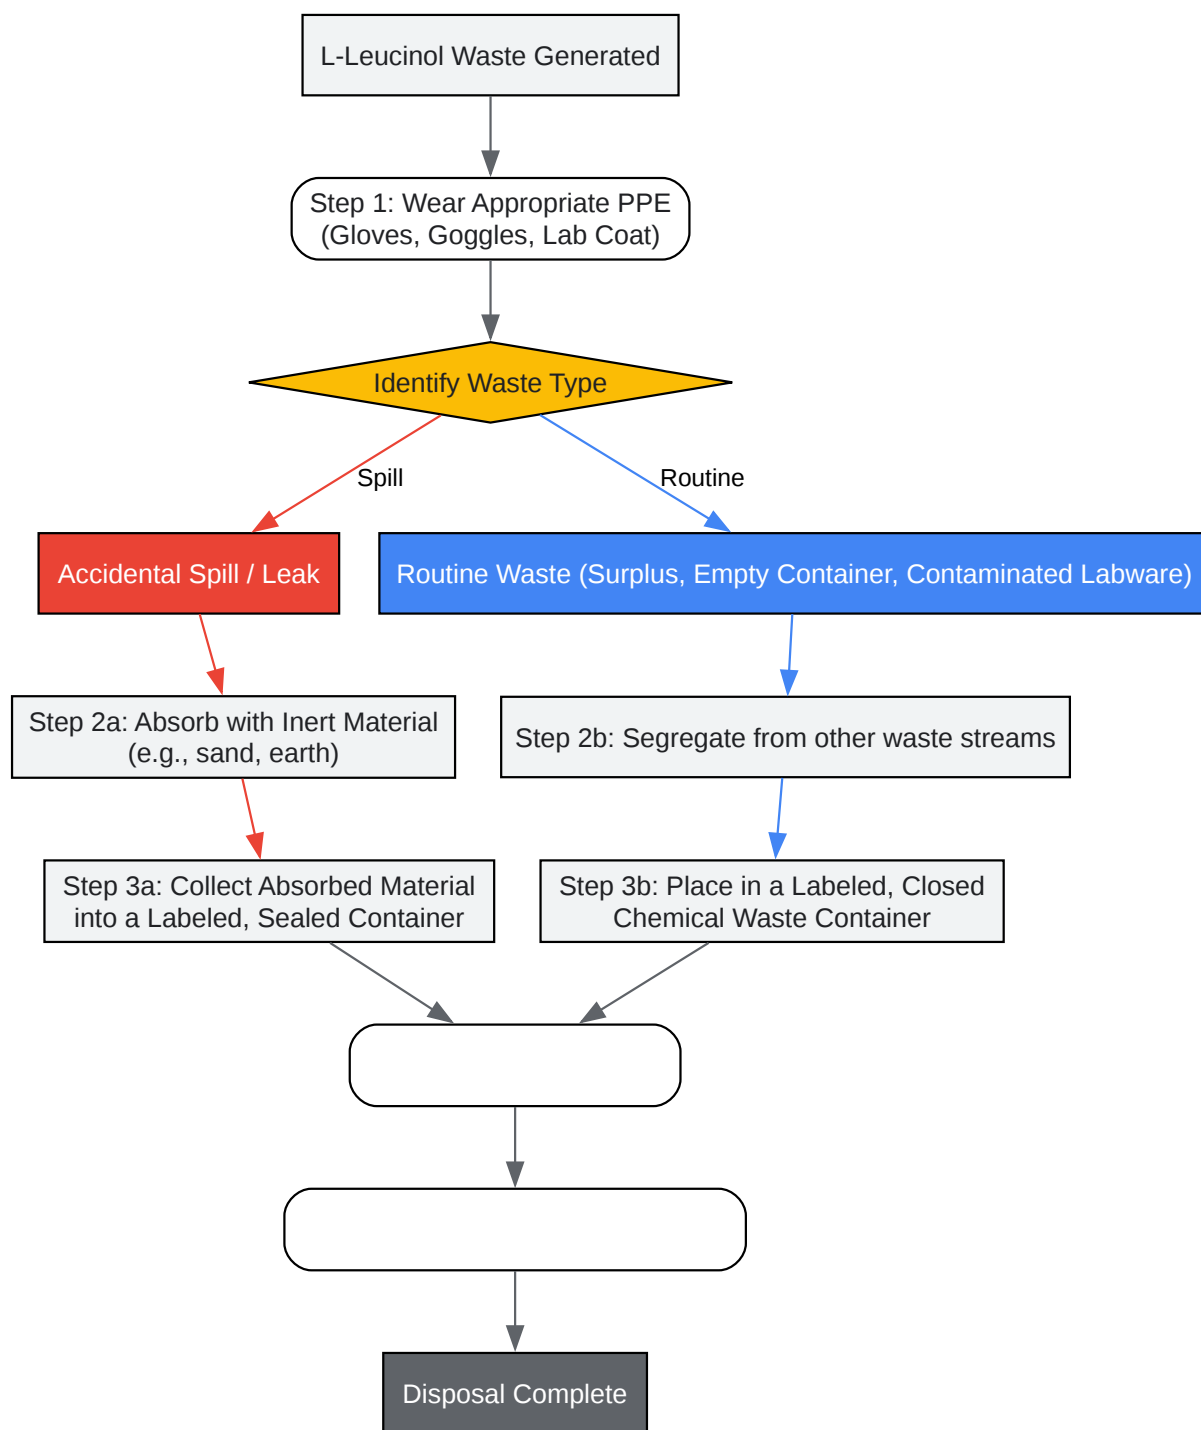 L-Leucinol Waste Generated
Step 1: Wear Appropriate PPE
(Gloves, Goggles, Lab Coat)
Identify Waste Type
Spill
Routine
Accidental Spill / Leak
Routine Waste (Surplus, Empty Container, Contaminated Labware)
Step 2a: Absorb with Inert Material
(e.g., sand, earth)
Step 2b: Segregate from other waste streams
Step 3a: Collect Absorbed Material
into a Labeled, Sealed Container
Step 3b: Place in a Labeled, Closed
Chemical Waste Container
Disposal Complete